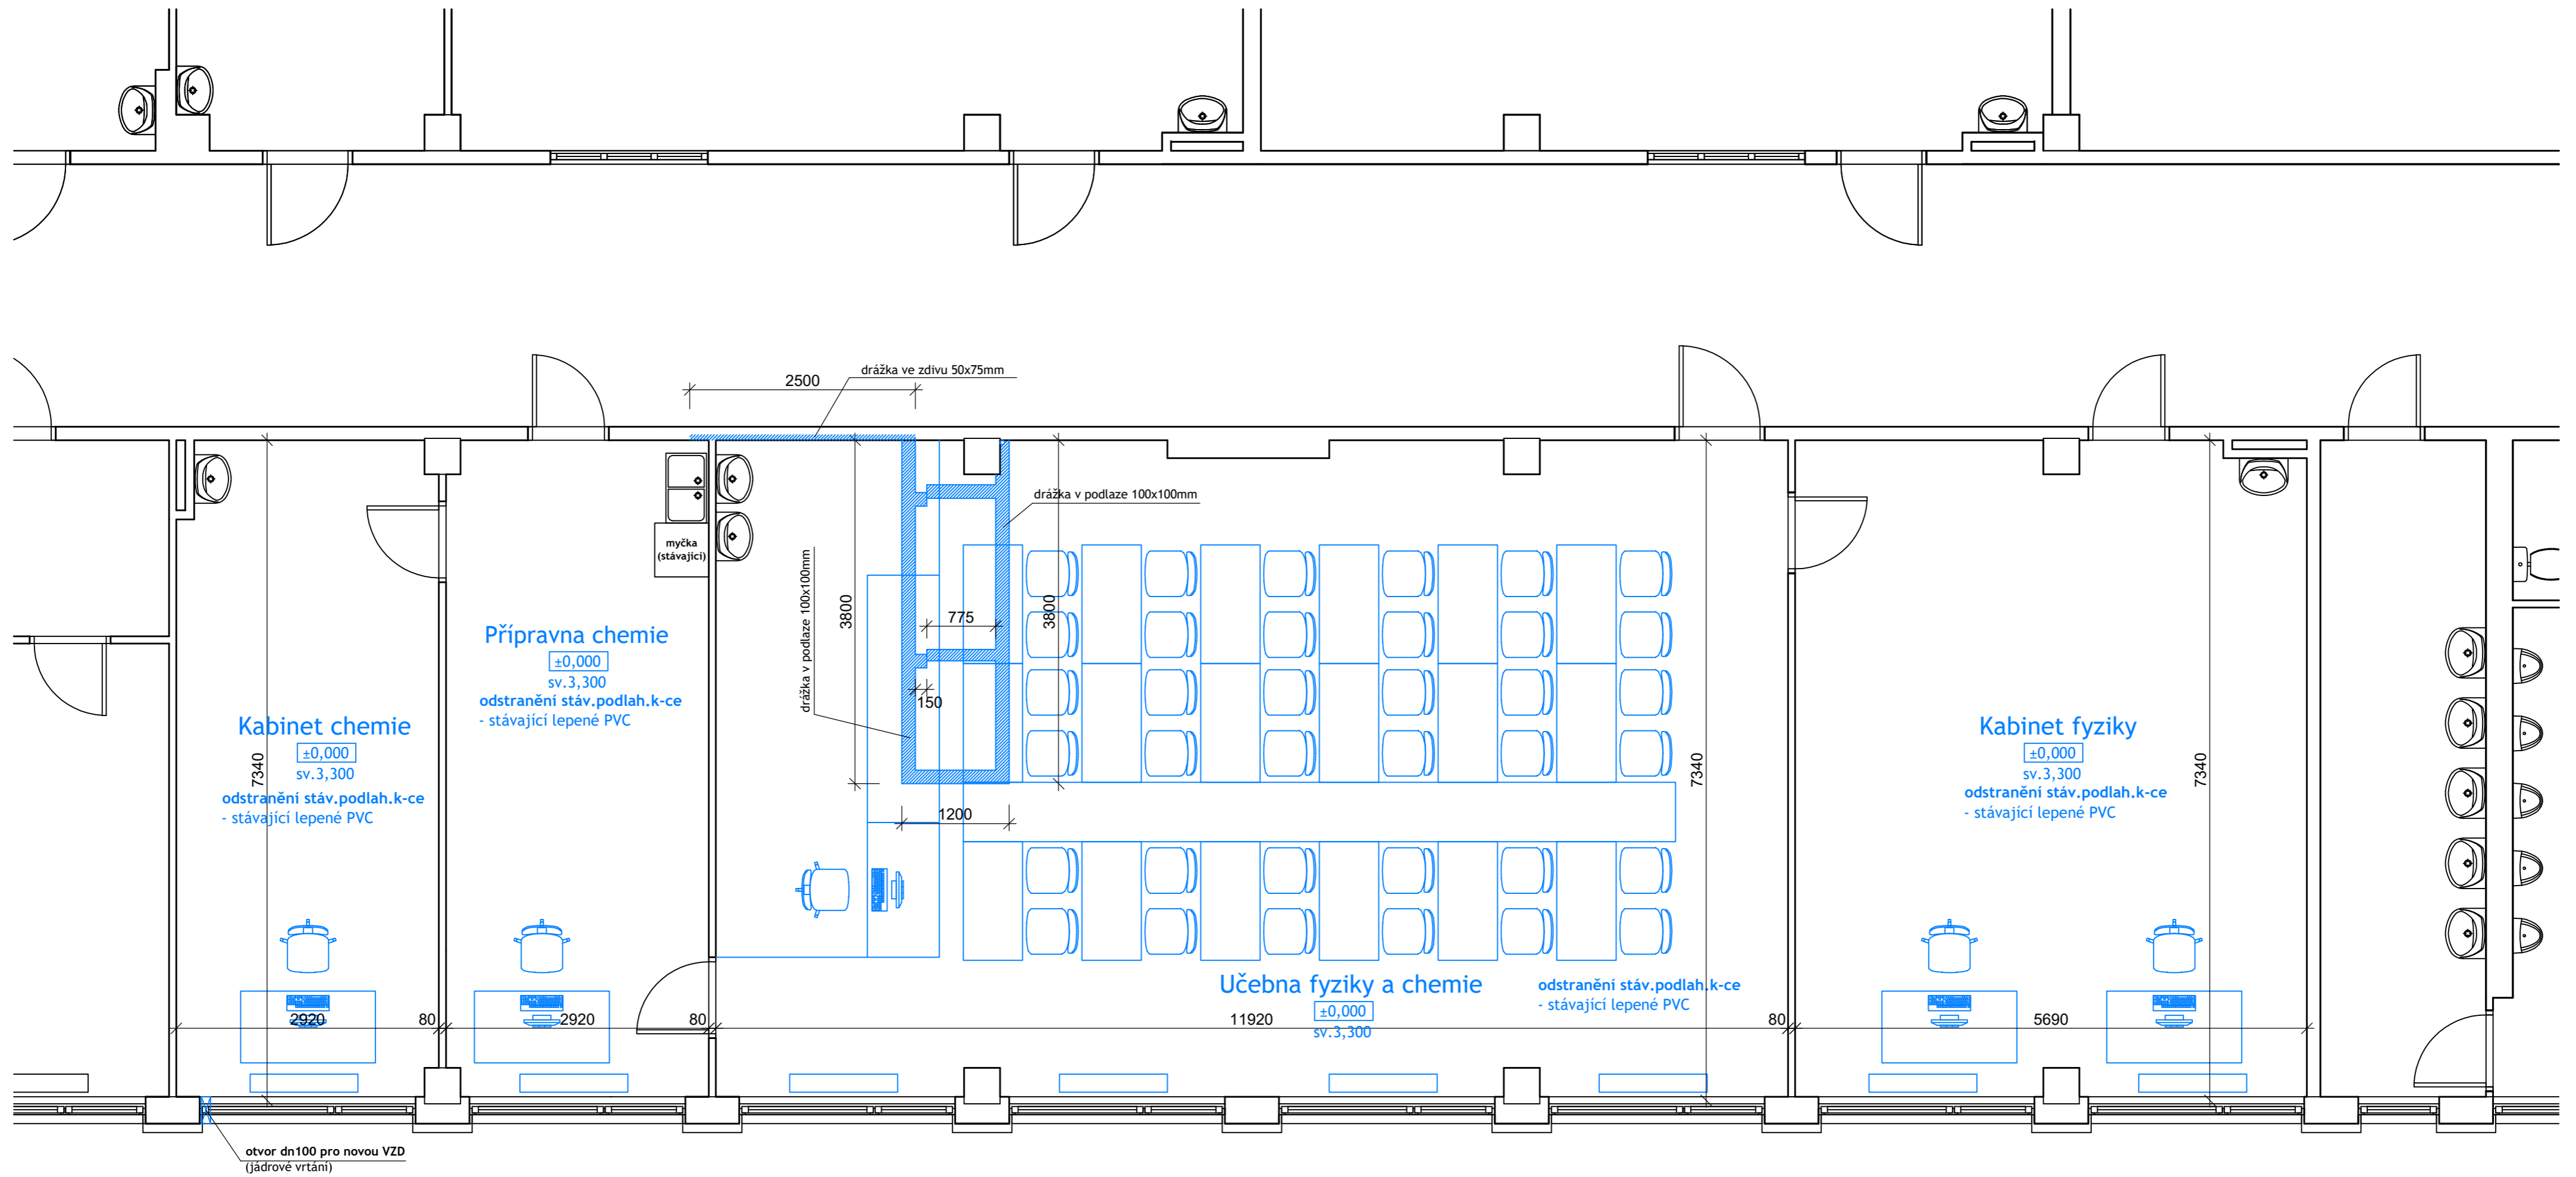 2500
drážka ve zdivu 50x75mm
drážka v podlaze 100x100mm
myčka
(stávající)
drážka v podlaze 100x100mm
3800
775
3800
150
1200
Přípravna chemie
±0,000
sv.3,300
odstranění stáv.podlah.k-ce
- stávající lepené PVC
Kabinet chemie
±0,000
sv.3,300
odstranění stáv.podlah.k-ce
- stávající lepené PVC
7340
Kabinet fyziky
±0,000
sv.3,300
odstranění stáv.podlah.k-ce
- stávající lepené PVC
7340
7340
Učebna fyziky a chemie
±0,000
sv.3,300
odstranění stáv.podlah.k-ce
- stávající lepené PVC
2920
80
2920
80
11920
80
5690
otvor dn100 pro novou VZD
(jádrové vrtání)